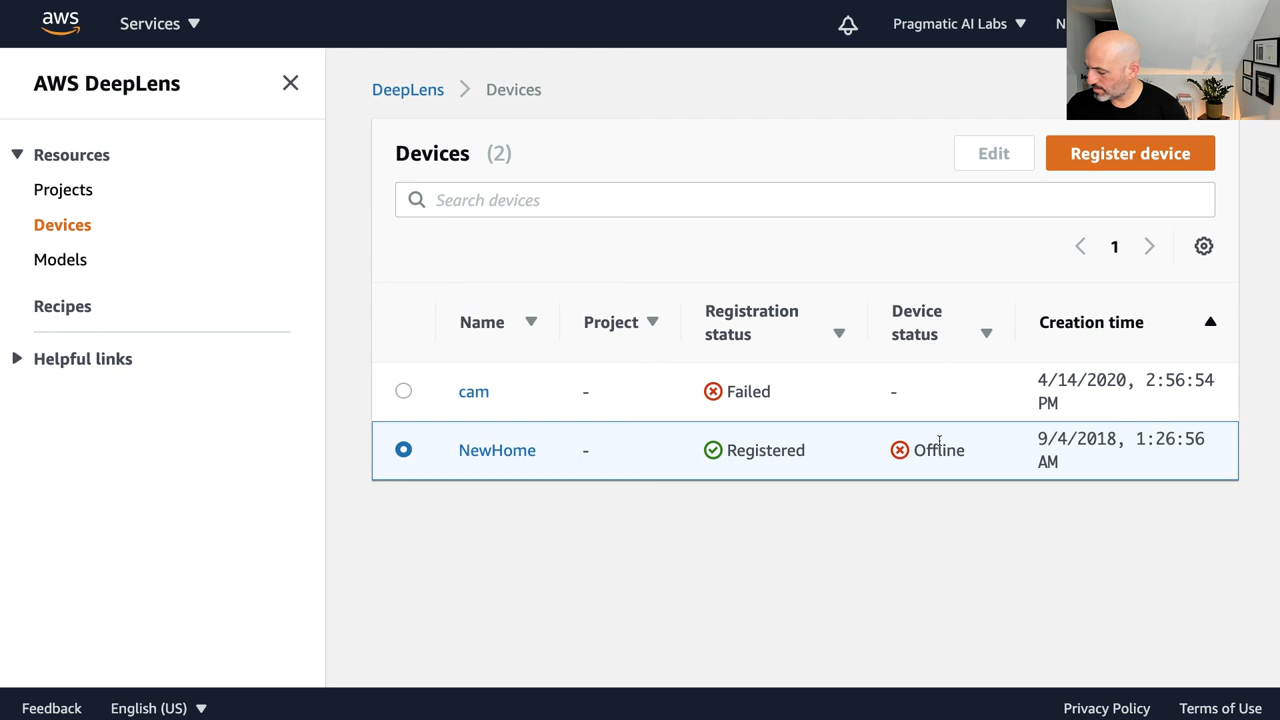 aws
Services
Pragmatic AI Labs
N
AWS DeepLens
Resources
Projects
Devices
Models
Recipes
Helpful links
DeepLens
Devices
Devices (2)
Edit
Register device
Search devices
1
Name
Project
Registration
status
Device
status
Creation time
cam
-
Failed
-
4/14/2020, 2:56:54
PM
NewHome
-
Registered
Offline
9/4/2018, 1:26:56
AM
Feedback
English (US)
Privacy Policy
Terms of Use